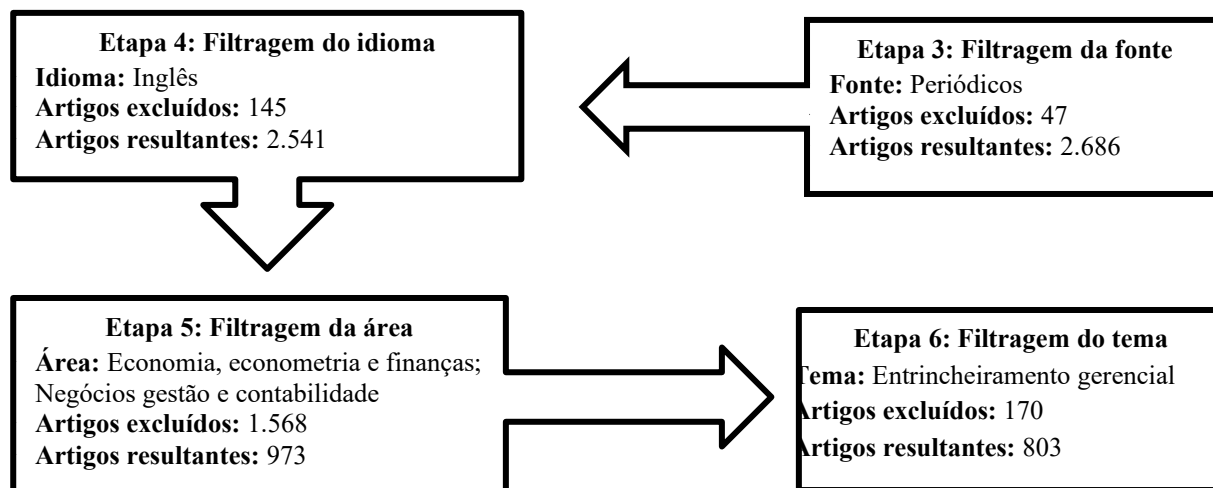 Etapa 4: Filtragem do idioma
Idioma: Inglês
Artigos excluídos: 145
Artigos resultantes: 2.541
Etapa 3: Filtragem da fonte
Fonte: Periódicos
Artigos excluídos: 47
Artigos resultantes: 2.686
Etapa 5: Filtragem da área
Área: Economia, econometria e finanças;
Negócios gestão e contabilidade
Artigos excluídos: 1.568
Artigos resultantes: 973
Etapa 6: Filtragem do tema
Tema: Entrincheiramento gerencial
Artigos excluídos: 170
Artigos resultantes: 803